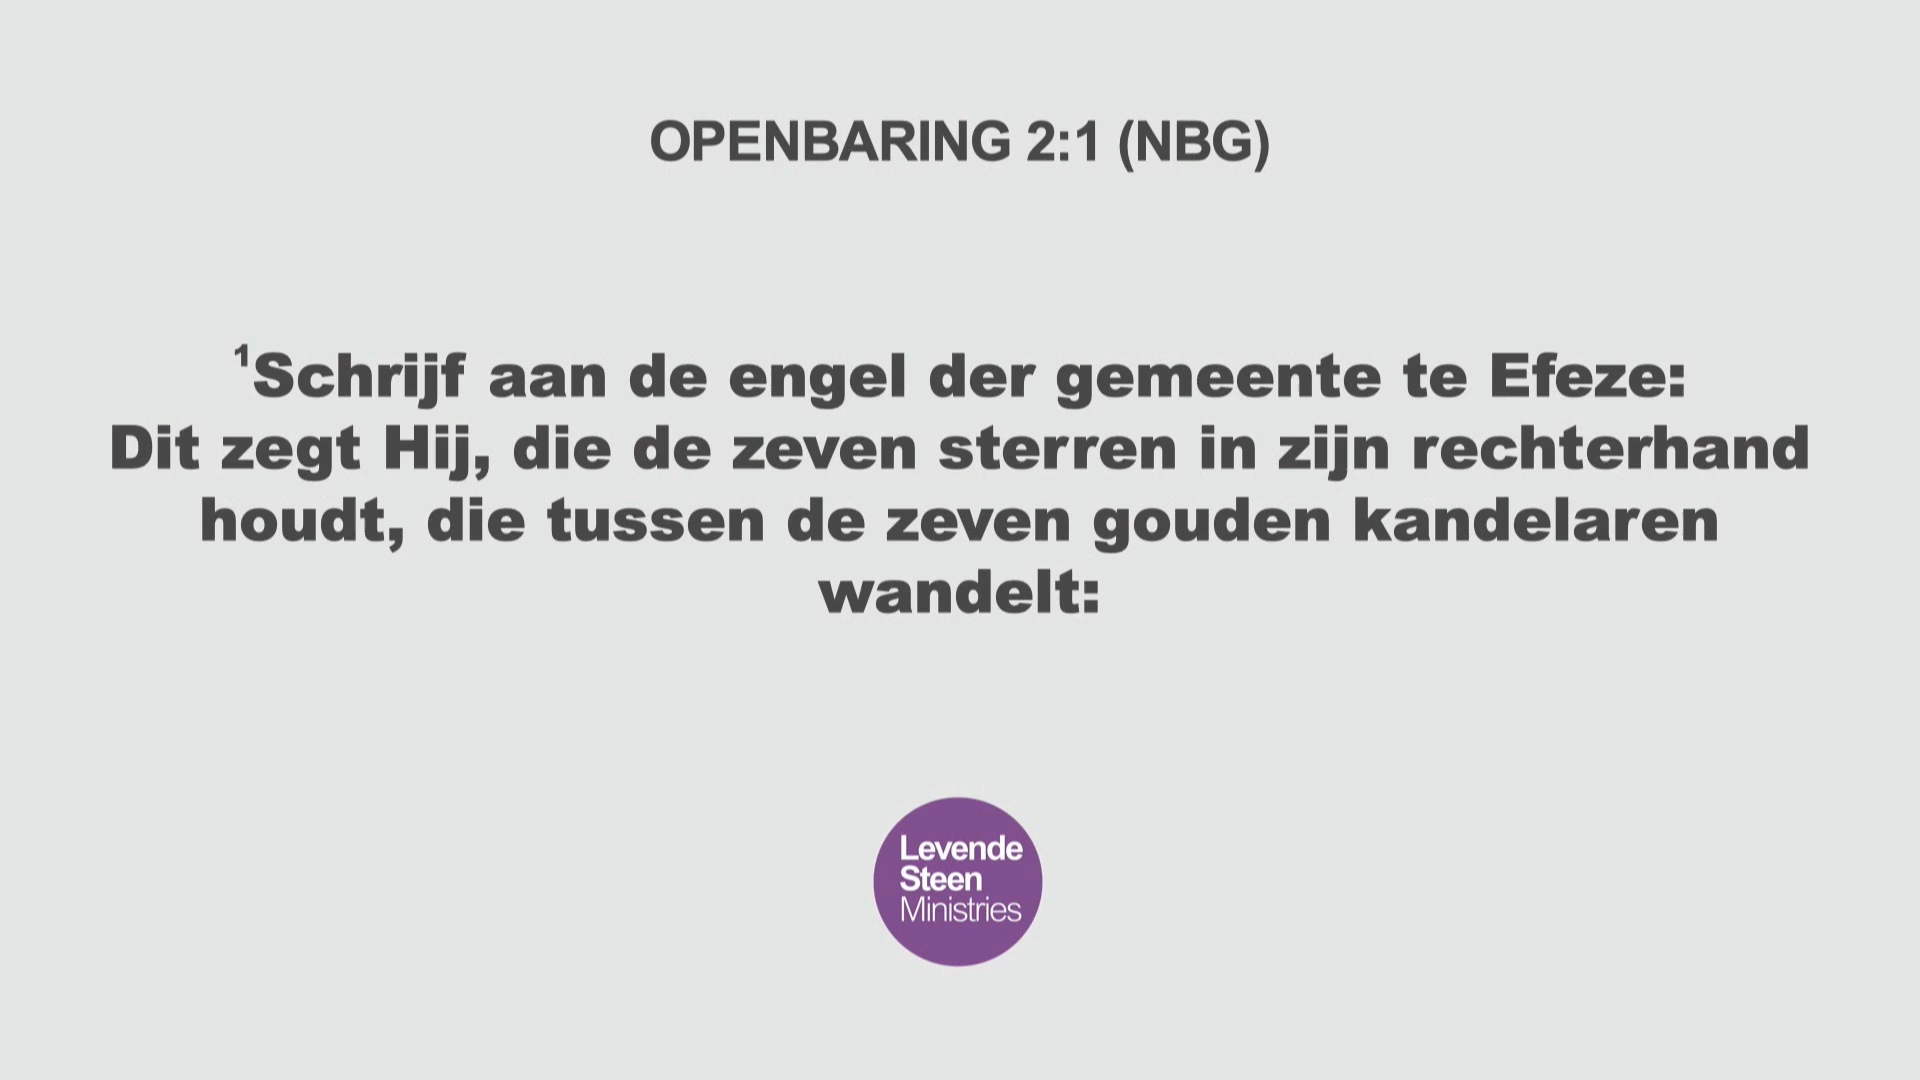 OPENBARING 2:1 (NBG)
¹Schrijf aan de engel der gemeente te Efeze:
Dit zegt Hij, die de zeven sterren in zijn rechterhand
houdt, die tussen de zeven gouden kandelaren
wandelt:
Levende
Steen
Ministries